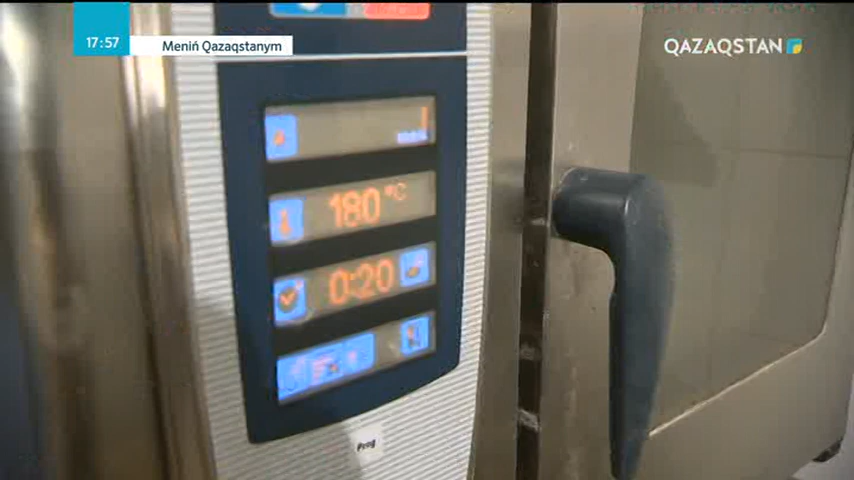 17:57
Meniń Qazaqstanym
QAZAQSTAN
180 °C
0:20
Prog